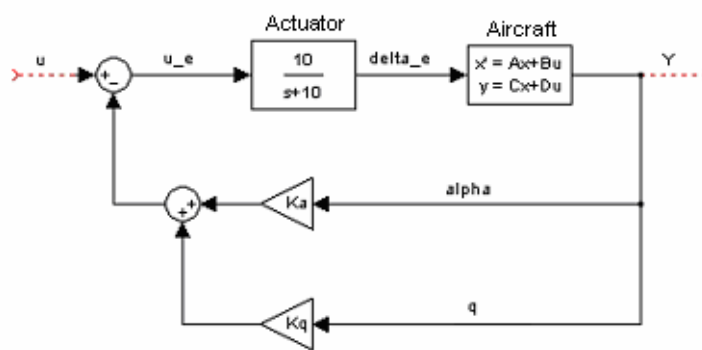 Actuator
Aircraft
u
u_e
10
s+10
delta_e
x' = Ax+Bu
y = Cx+Du
Y
+
-
Ka
alpha
+
+
Kq
q